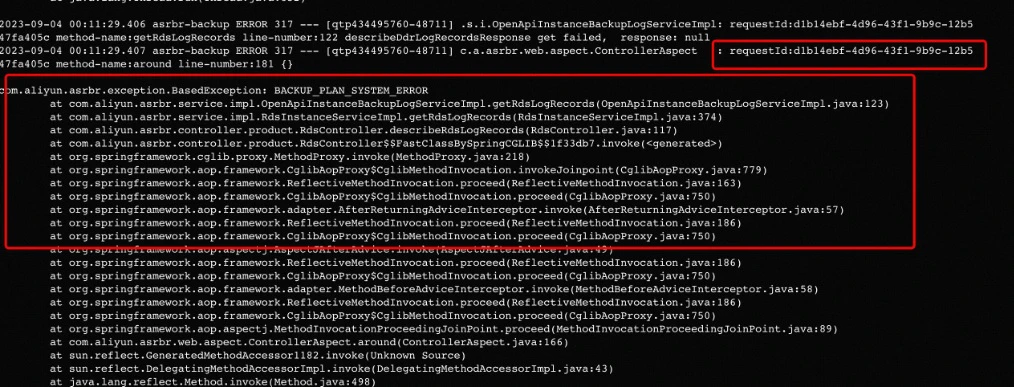 2023-09-04 00:11:29.406 asrbr-backup ERROR 317 --- [qtp434495760-48711] .s.i.OpenApiInstanceBackupLogServiceImpl: requestId:d1b14ebf-4d96-43f1-9b9c-12b5
47fa405c method-name:getRdsLogRecords line-number:122 describeDdrLogRecordsResponse get failed, response: null
2023-09-04 00:11:29.407 asrbr-backup ERROR 317 --- [qtp434495760-48711] c.a.asrbr.web.aspect.ControllerAspect : requestId:d1b14ebf-4d96-43f1-9b9c-12b5
47fa405c method-name:around line-number:181 {}
com.aliyun.asrbr.exception.BasedException: BACKUP_PLAN_SYSTEM_ERROR
at com.aliyun.asrbr.service.impl.OpenApiInstanceBackupLogServiceImpl.getRdsLogRecords(OpenApiInstanceBackupLogServiceImpl.java:123)
at com.aliyun.asrbr.service.impl.RdsInstanceServiceImpl.getRdsLogRecords(RdsInstanceServiceImpl.java:374)
at com.aliyun.asrbr.controller.product.RdsController.describeRdsLogRecords(RdsController.java:117)
at com.aliyun.asrbr.controller.product.RdsController$$FastClassBySpringCGLIB$$1f33db7.invoke(<generated>)
at org.springframework.cglib.proxy.MethodProxy.invoke(MethodProxy.java:218)
at org.springframework.aop.framework.CglibAopProxy$CglibMethodInvocation.invokeJoinpoint(CglibAopProxy.java:779)
at org.springframework.aop.framework.ReflectiveMethodInvocation.proceed(ReflectiveMethodInvocation.java:163)
at org.springframework.aop.framework.CglibAopProxy$CglibMethodInvocation.proceed(CglibAopProxy.java:750)
at org.springframework.aop.framework.adapter.AfterReturningAdviceInterceptor.invoke(AfterReturningAdviceInterceptor.java:57)
at org.springframework.aop.framework.ReflectiveMethodInvocation.proceed(ReflectiveMethodInvocation.java:186)
at org.springframework.aop.framework.CglibAopProxy$CglibMethodInvocation.proceed(CglibAopProxy.java:750)
at org.springframework.aop.aspectj.AspectJAfterAdvice.invoke(AspectJAfterAdvice.java:49)
at org.springframework.aop.framework.ReflectiveMethodInvocation.proceed(ReflectiveMethodInvocation.java:186)
at org.springframework.aop.framework.CglibAopProxy$CglibMethodInvocation.proceed(CglibAopProxy.java:750)
at org.springframework.aop.framework.adapter.MethodBeforeAdviceInterceptor.invoke(MethodBeforeAdviceInterceptor.java:58)
at org.springframework.aop.framework.ReflectiveMethodInvocation.proceed(ReflectiveMethodInvocation.java:186)
at org.springframework.aop.framework.CglibAopProxy$CglibMethodInvocation.proceed(CglibAopProxy.java:750)
at org.springframework.aop.aspectj.MethodInvocationProceedingJoinPoint.proceed(MethodInvocationProceedingJoinPoint.java:89)
at com.aliyun.asrbr.web.aspect.ControllerAspect.around(ControllerAspect.java:166)
at sun.reflect.GeneratedMethodAccessor1182.invoke(Unknown Source)
at sun.reflect.DelegatingMethodAccessorImpl.invoke(DelegatingMethodAccessorImpl.java:43)
at java.lang.reflect.Method.invoke(Method.java:498)